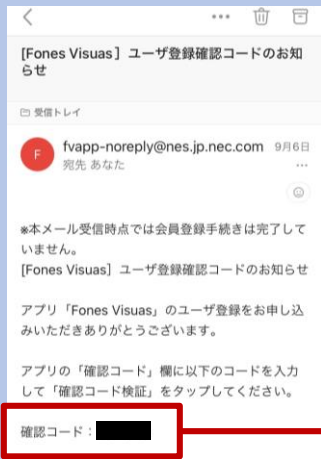 [Fones Visuas］ユーザ登録確認コードのお知
らせ
受信トレイ
F
fvapp-noreply@nes.jp.nec.com 9月6日
宛先 あなた
※本メール受信時点では会員登録手続きは完了して
いません。
[Fones Visuas］ユーザ登録確認コードのお知らせ
アプリ「Fones Visuas」のユーザ登録をお申し込
みいただきありがとうございます。
アプリの「確認コード」欄に以下のコードを入力
して「確認コード検証」をタップしてください。
確認コード：